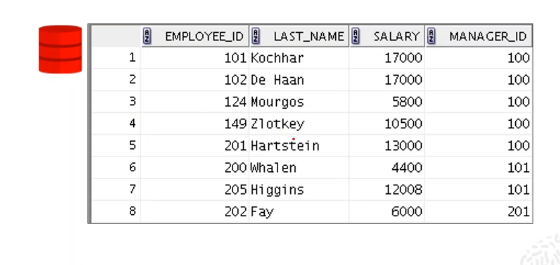 EMPLOYEE_ID LAST_NAME SALARY MANAGER_ID
1 101 Kochhar 17000 100
2 102 De Haan 17000 100
3 124 Mourgos 5800 100
4 149 Zlotkey 10500 100
5 201 Hartstein 13000 100
6 200 Whalen 4400 101
7 205 Higgins 12008 101
8 202 Fay 6000 201